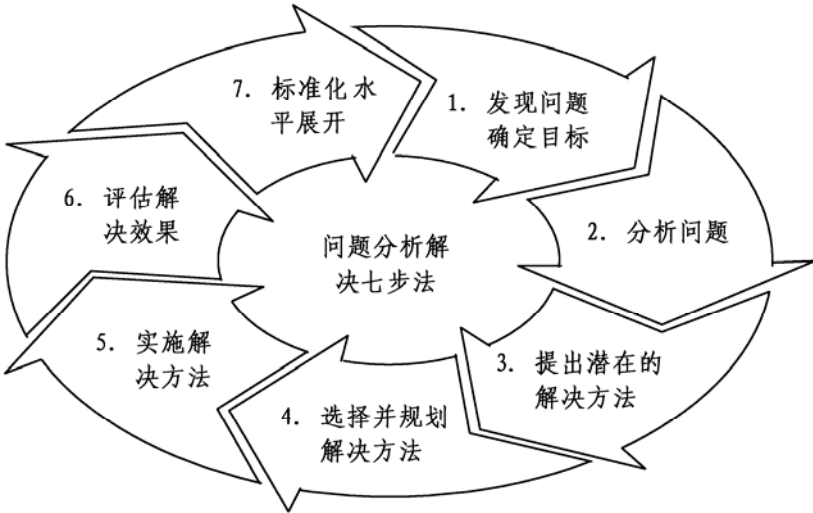 7. 标准化水
平展开
1. 发现问题
确定目标
6. 评估解
决效果
2. 分析问题
问题分析解
决七步法
5. 实施解
决方法
3. 提出潜在的
解决方法
4. 选择并规划
解决方法